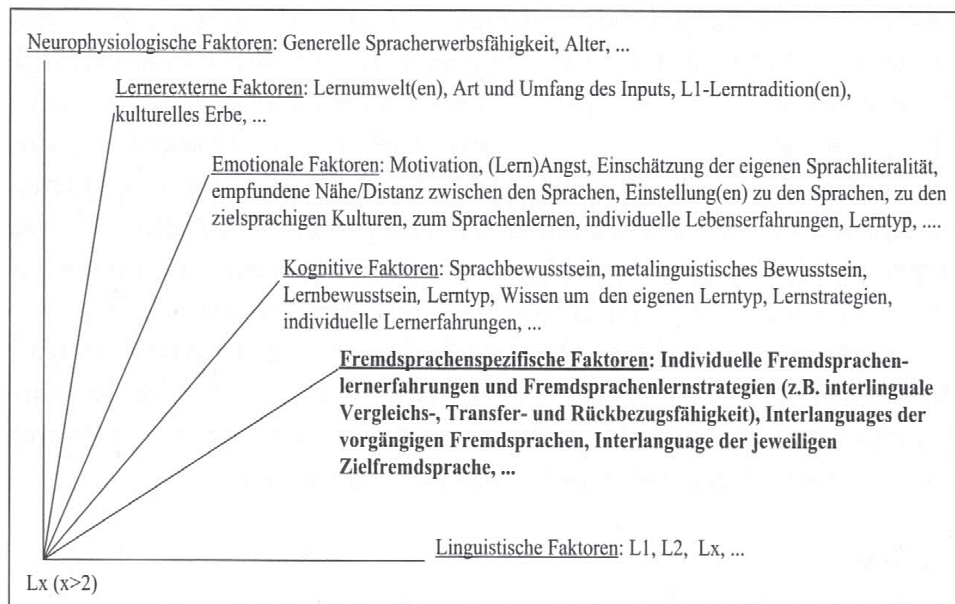 Neurophysiologische Faktoren: Generelle Spracherwerbsfähigkeit, Alter, ...
Lernerexterne Faktoren: Lernumwelt(en), Art und Umfang des Inputs, L1-Lerntradition(en),
kulturelles Erbe, ...
Emotionale Faktoren: Motivation, (Lern)Angst, Einschätzung der eigenen Sprachliteralität,
empfundene Nähe/Distanz zwischen den Sprachen, Einstellung(en) zu den Sprachen, zu den
zielsprachigen Kulturen, zum Sprachenlernen, individuelle Lebenserfahrungen, Lerntyp, ....
Kognitive Faktoren: Sprachbewusstsein, metalinguistisches Bewusstsein,
Lernbewusstsein, Lerntyp, Wissen um den eigenen Lerntyp, Lernstrategien,
individuelle Lernerfahrungen, ...
Fremdsprachenspezifische Faktoren: Individuelle Fremdsprachen-
lernerfahrungen und Fremdsprachenlernstrategien (z.B. interlinguale
Vergleichs-, Transfer- und Rückbezugsfähigkeit), Interlanguages der
vorgängigen Fremdsprachen, Interlanguage der jeweiligen
Zielfremdsprache, ...
Linguistische Faktoren: L1, L2, Lx, ...
Lx (x>2)